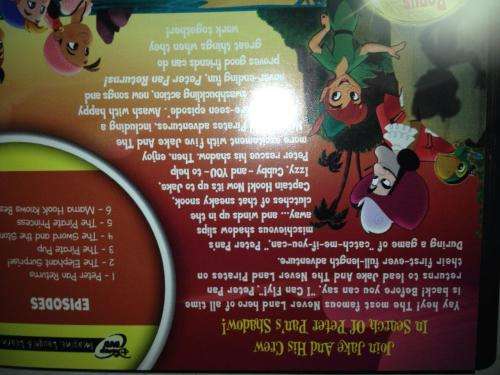 Join Jake And His Crew
In Search Of Peter Pan's Shadow!
Yay hey! The most famous Never Land hero of all time
is back! Before you can say, "I Can Fly!", Peter Pan
returns to lead Jake And The Never Land Pirates on
their first-ever full-length adventure.
During a game of "catch-me-if-you-can", Peter Pan's
mischevous shadow slips
away... and winds up in the
clutches of that sneaky snook,
Captain Hook! Now it's up to Jake,
Izzy, Cubby - and YOU- to help
Peter rescue his shadow. Then, enjoy
more excitement with five Jake And The
Pirates adventures, including a
seen episode. Awash with happy
swashbuckling action, new songs and
never-ending fun, Peter Pan Returns
proves good friends can do
great things when they
work together!
Imagine, Laugh & Learn
EPISODES
1 - Peter Pan Returns
2 - The Elephant Surprise!
3 - The Pirate Pup
4 - The Sword and the Ston
5 - The Pirate Princess
6 - Mama Hook Knows Bes
Bonus